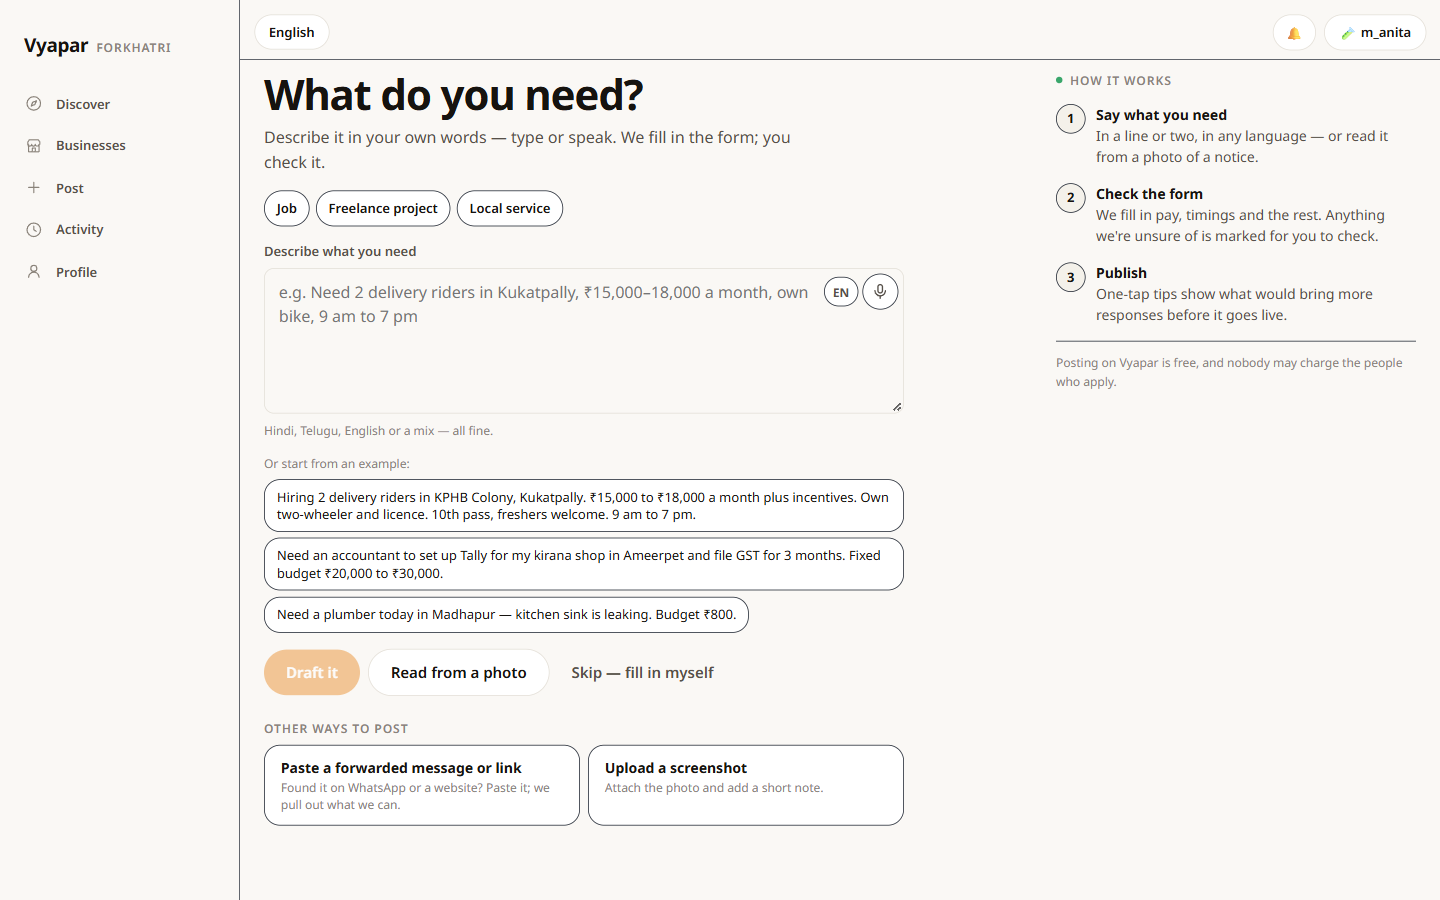 Vyapar FORKHATRI
Discover
Businesses
Post
Activity
Profile
English
m_anita
What do you need?
Describe it in your own words — type or speak. We fill in the form; you
check it.
Job
Freelance project
Local service
Describe what you need
e.g. Need 2 delivery riders in Kukatpally, ₹15,000–18,000 a month, own
bike, 9 am to 7 pm
EN
Hindi, Telugu, English or a mix — all fine.
Or start from an example:
Hiring 2 delivery riders in KPHB Colony, Kukatpally. ₹15,000 to ₹18,000 a month plus incentives. Own
two-wheeler and licence. 10th pass, freshers welcome. 9 am to 7 pm.
Need an accountant to set up Tally for my kirana shop in Ameerpet and file GST for 3 months. Fixed
budget ₹20,000 to ₹30,000.
Need a plumber today in Madhapur — kitchen sink is leaking. Budget ₹800.
Draft it
Read from a photo
Skip — fill in myself
OTHER WAYS TO POST
Paste a forwarded message or link
Found it on WhatsApp or a website? Paste it; we
pull out what we can.
Upload a screenshot
Attach the photo and add a short note.
HOW IT WORKS
1
Say what you need
In a line or two, in any language — or read it
from a photo of a notice.
2
Check the form
We fill in pay, timings and the rest. Anything
we're unsure of is marked for you to check.
3
Publish
One-tap tips show what would bring more
responses before it goes live.
Posting on Vyapar is free, and nobody may charge the people
who apply.